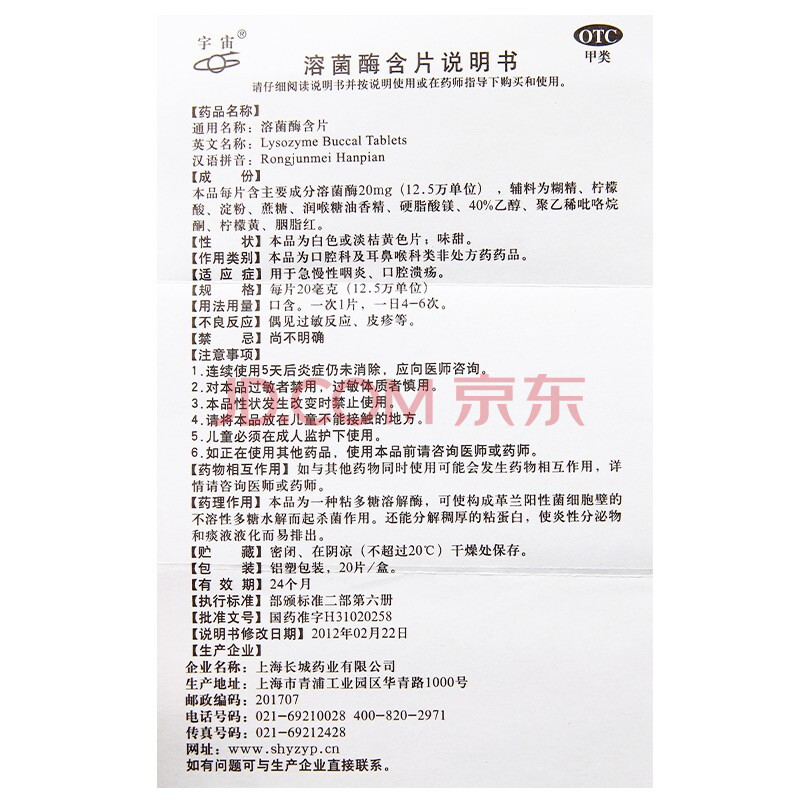 宇宙®
OTC
甲类
溶菌酶含片说明书
请仔细阅读说明书并按说明使用或在药师指导下购买和使用。
【药品名称】
通用名称：溶菌酶含片
英文名称：Lysozyme Buccal Tablets
汉语拼音：Rongjunmei Hanpian
【成　份】
本品每片含主要成分溶菌酶20mg（12.5万单位），辅料为糊精、柠檬
酸、淀粉、蔗糖、润喉糖油香精、硬脂酸镁、40%乙醇、聚乙稀吡咯烷
酮、柠檬黄、胭脂红。
【性　状】本品为白色或淡桔黄色片；味甜。
【作用类别】本品为口腔科及耳鼻喉科类非处方药药品。
【适 应 症】用于急慢性咽炎、口腔溃疡。
【规　格】每片20毫克（12.5万单位）
【用法用量】口含。一次1片，一日4-6次。
【不良反应】偶见过敏反应、皮疹等。
【禁　忌】尚不明确
【注意事项】
1.连续使用5天后炎症仍未消除，应向医师咨询。
2.对本品过敏者禁用，过敏体质者慎用。
3.本品性状发生改变时禁止使用。
JD.COM 京东
4.请将本品放在儿童不能接触的地方。
5.儿童必须在成人监护下使用。
6.如正在使用其他药品，使用本品前请咨询医师或药师。
【药物相互作用】如与其他药物同时使用可能会发生药物相互作用，详
情请咨询医师或药师。
【药理作用】本品为一种粘多糖溶解酶，可使构成革兰阳性菌细胞壁的
不溶性多糖水解而起杀菌作用。还能分解稠厚的粘蛋白，使炎性分泌物
和痰液液化而易排出。
【贮　藏】密闭、在阴凉（不超过20℃）干燥处保存。
【包　装】铝塑包装，20片/盒。
【有 效 期】24个月
【执行标准】部颁标准二部第六册
【批准文号】国药准字H31020258
【说明书修改日期】2012年02月22日
【生产企业】
企业名称：上海长城药业有限公司
生产地址：上海市青浦工业园区华青路1000号
邮政编码：201707
电话号码：021-69210028 400-820-2971
传真号码：021-69212428
网址：www.shyzyp.cn
如有问题可与生产企业直接联系。